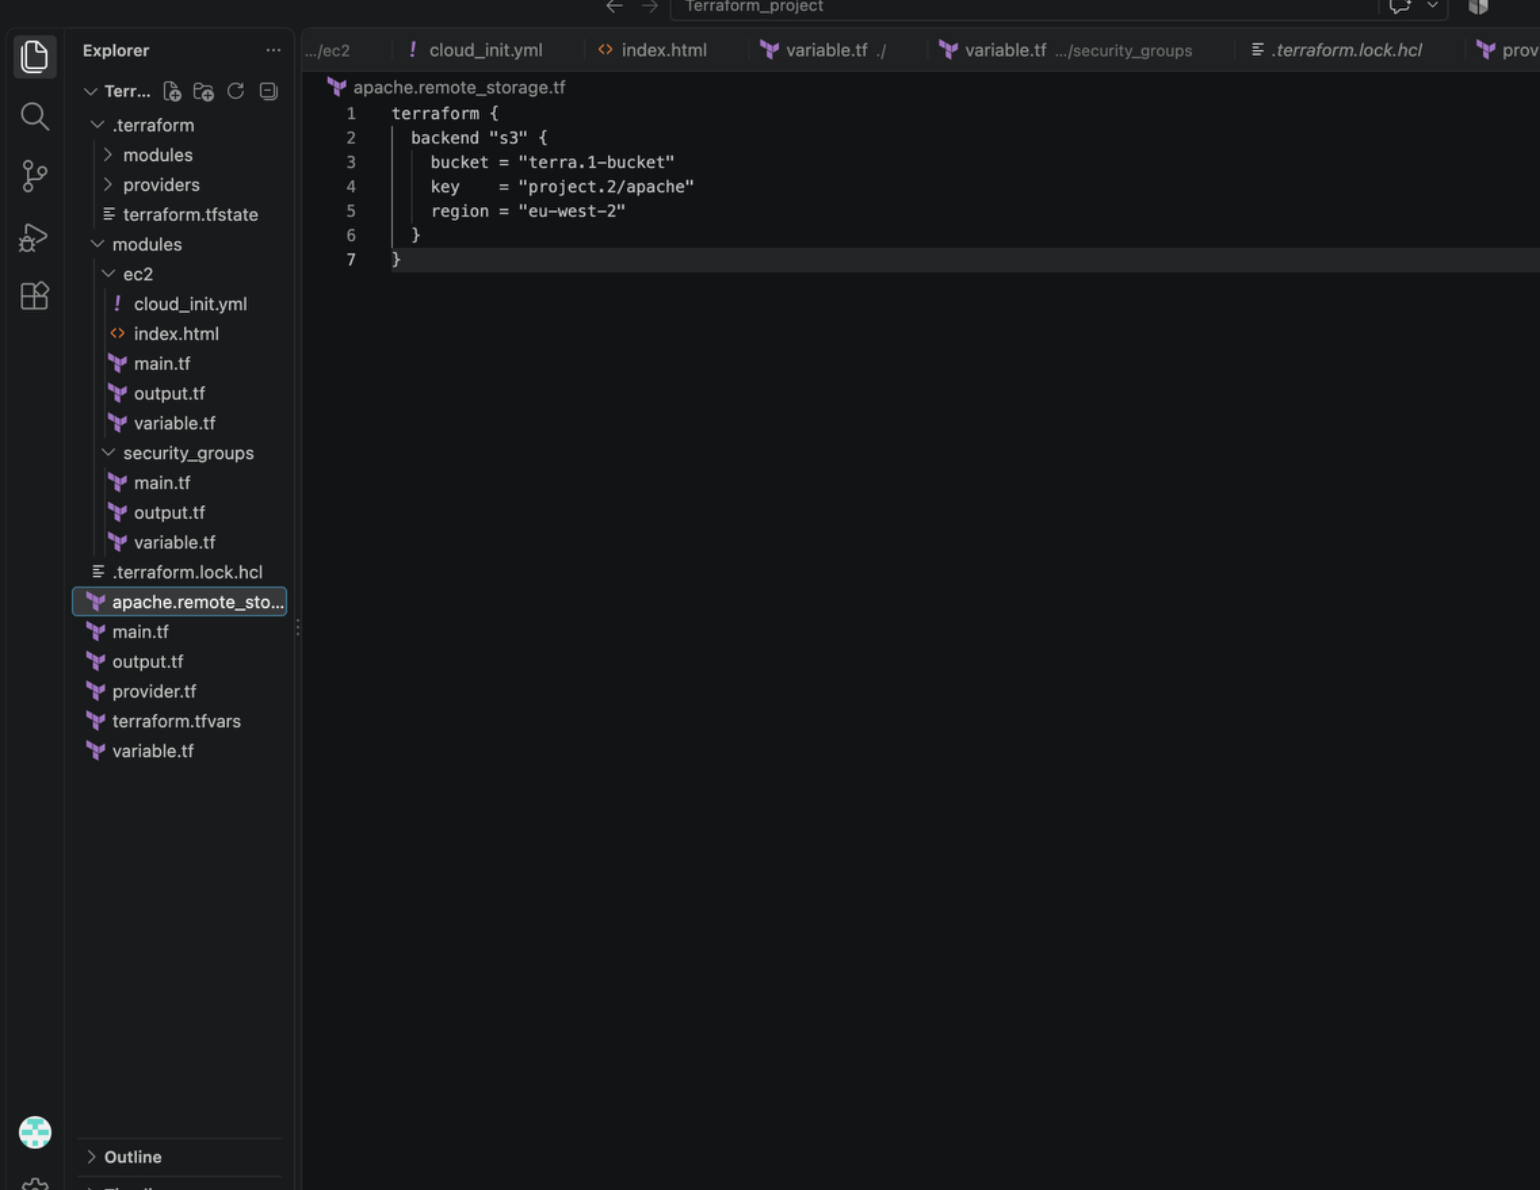 Terraform_project
Explorer
Terr...
.terraform
modules
providers
terraform.tfstate
modules
ec2
cloud_init.yml
index.html
main.tf
output.tf
variable.tf
security_groups
main.tf
output.tf
variable.tf
.terraform.lock.hcl
apache.remote_sto...
main.tf
output.tf
provider.tf
terraform.tfvars
variable.tf
Outline
.../ec2 ! cloud_init.yml <> index.html variable.tf ./ variable.tf .../security_groups .terraform.lock.hcl prov
apache.remote_storage.tf
1 terraform {
2 backend "s3" {
3 bucket = "terra.1-bucket"
4 key    = "project.2/apache"
5 region = "eu-west-2"
6 }
7 }